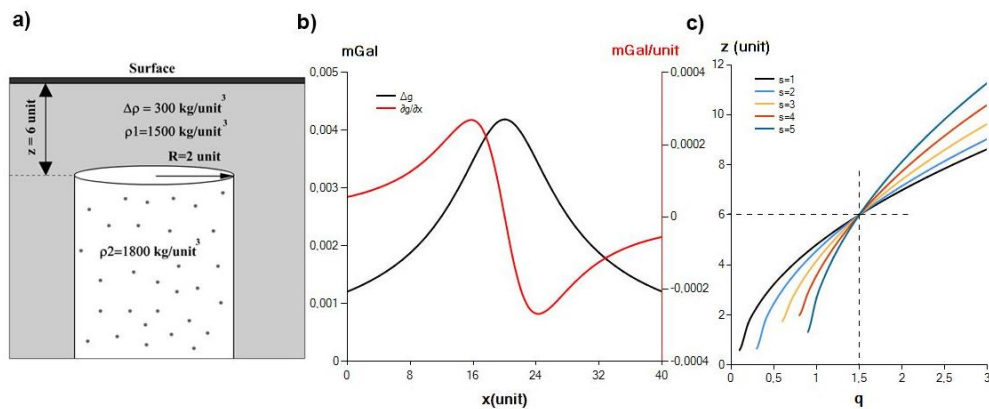 a)
Surface
z = 6 unit
Δρ = 300 kg/unit³
ρ1=1500 kg/unit³
R=2 unit
ρ2=1800 kg/unit³
b)
mGal
mGal/unit
0.005
0.004
0.003
0.002
0.001
0
0.0004
0.0002
0
-0.0002
-0.0004
Δg
∂g/∂x
0 8 16 24 32 40
x(unit)
c)
z (unit)
12
10
8
6
4
2
0
s=1
s=2
s=3
s=4
s=5
0 0,5 1 1,5 2 2,5 3
q